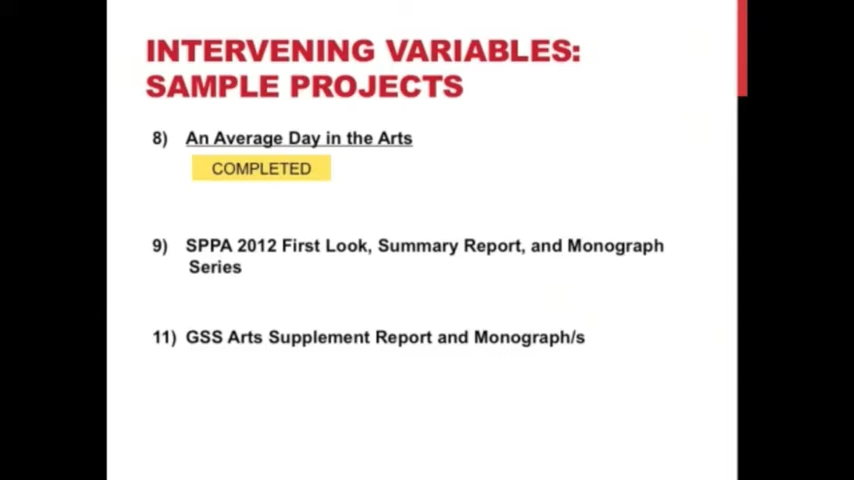 INTERVENING VARIABLES:
SAMPLE PROJECTS
8) An Average Day in the Arts
COMPLETED
9) SPPA 2012 First Look, Summary Report, and Monograph
Series
11) GSS Arts Supplement Report and Monograph/s